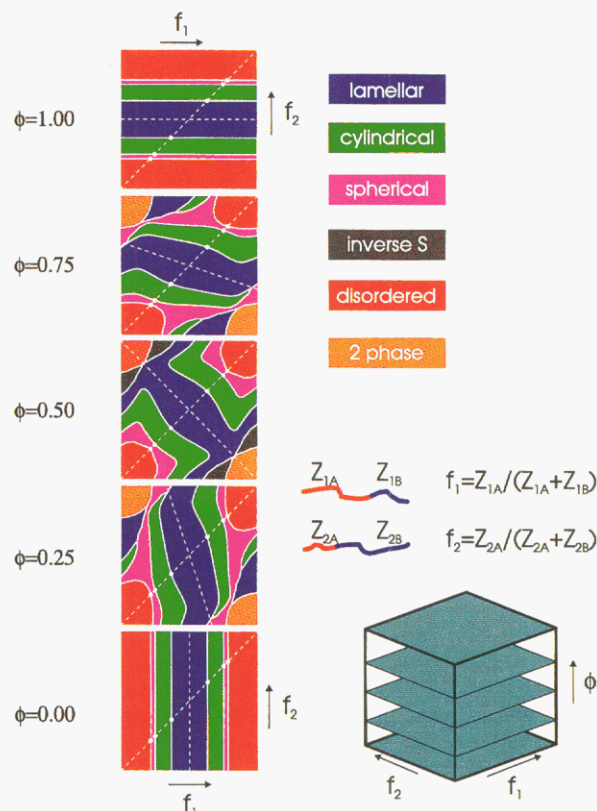 f₁
lamellar
ϕ=1.00
f₂
cylindrical
spherical
ϕ=0.75
inverse S
disordered
2 phase
ϕ=0.50
Z₁A Z₁B f₁=Z₁A/(Z₁A+Z₁B)
ϕ=0.25
Z₂A Z₂B f₂=Z₂A/(Z₂A+Z₂B)
ϕ
ϕ=0.00
f₂
f₂ f₁
f₁